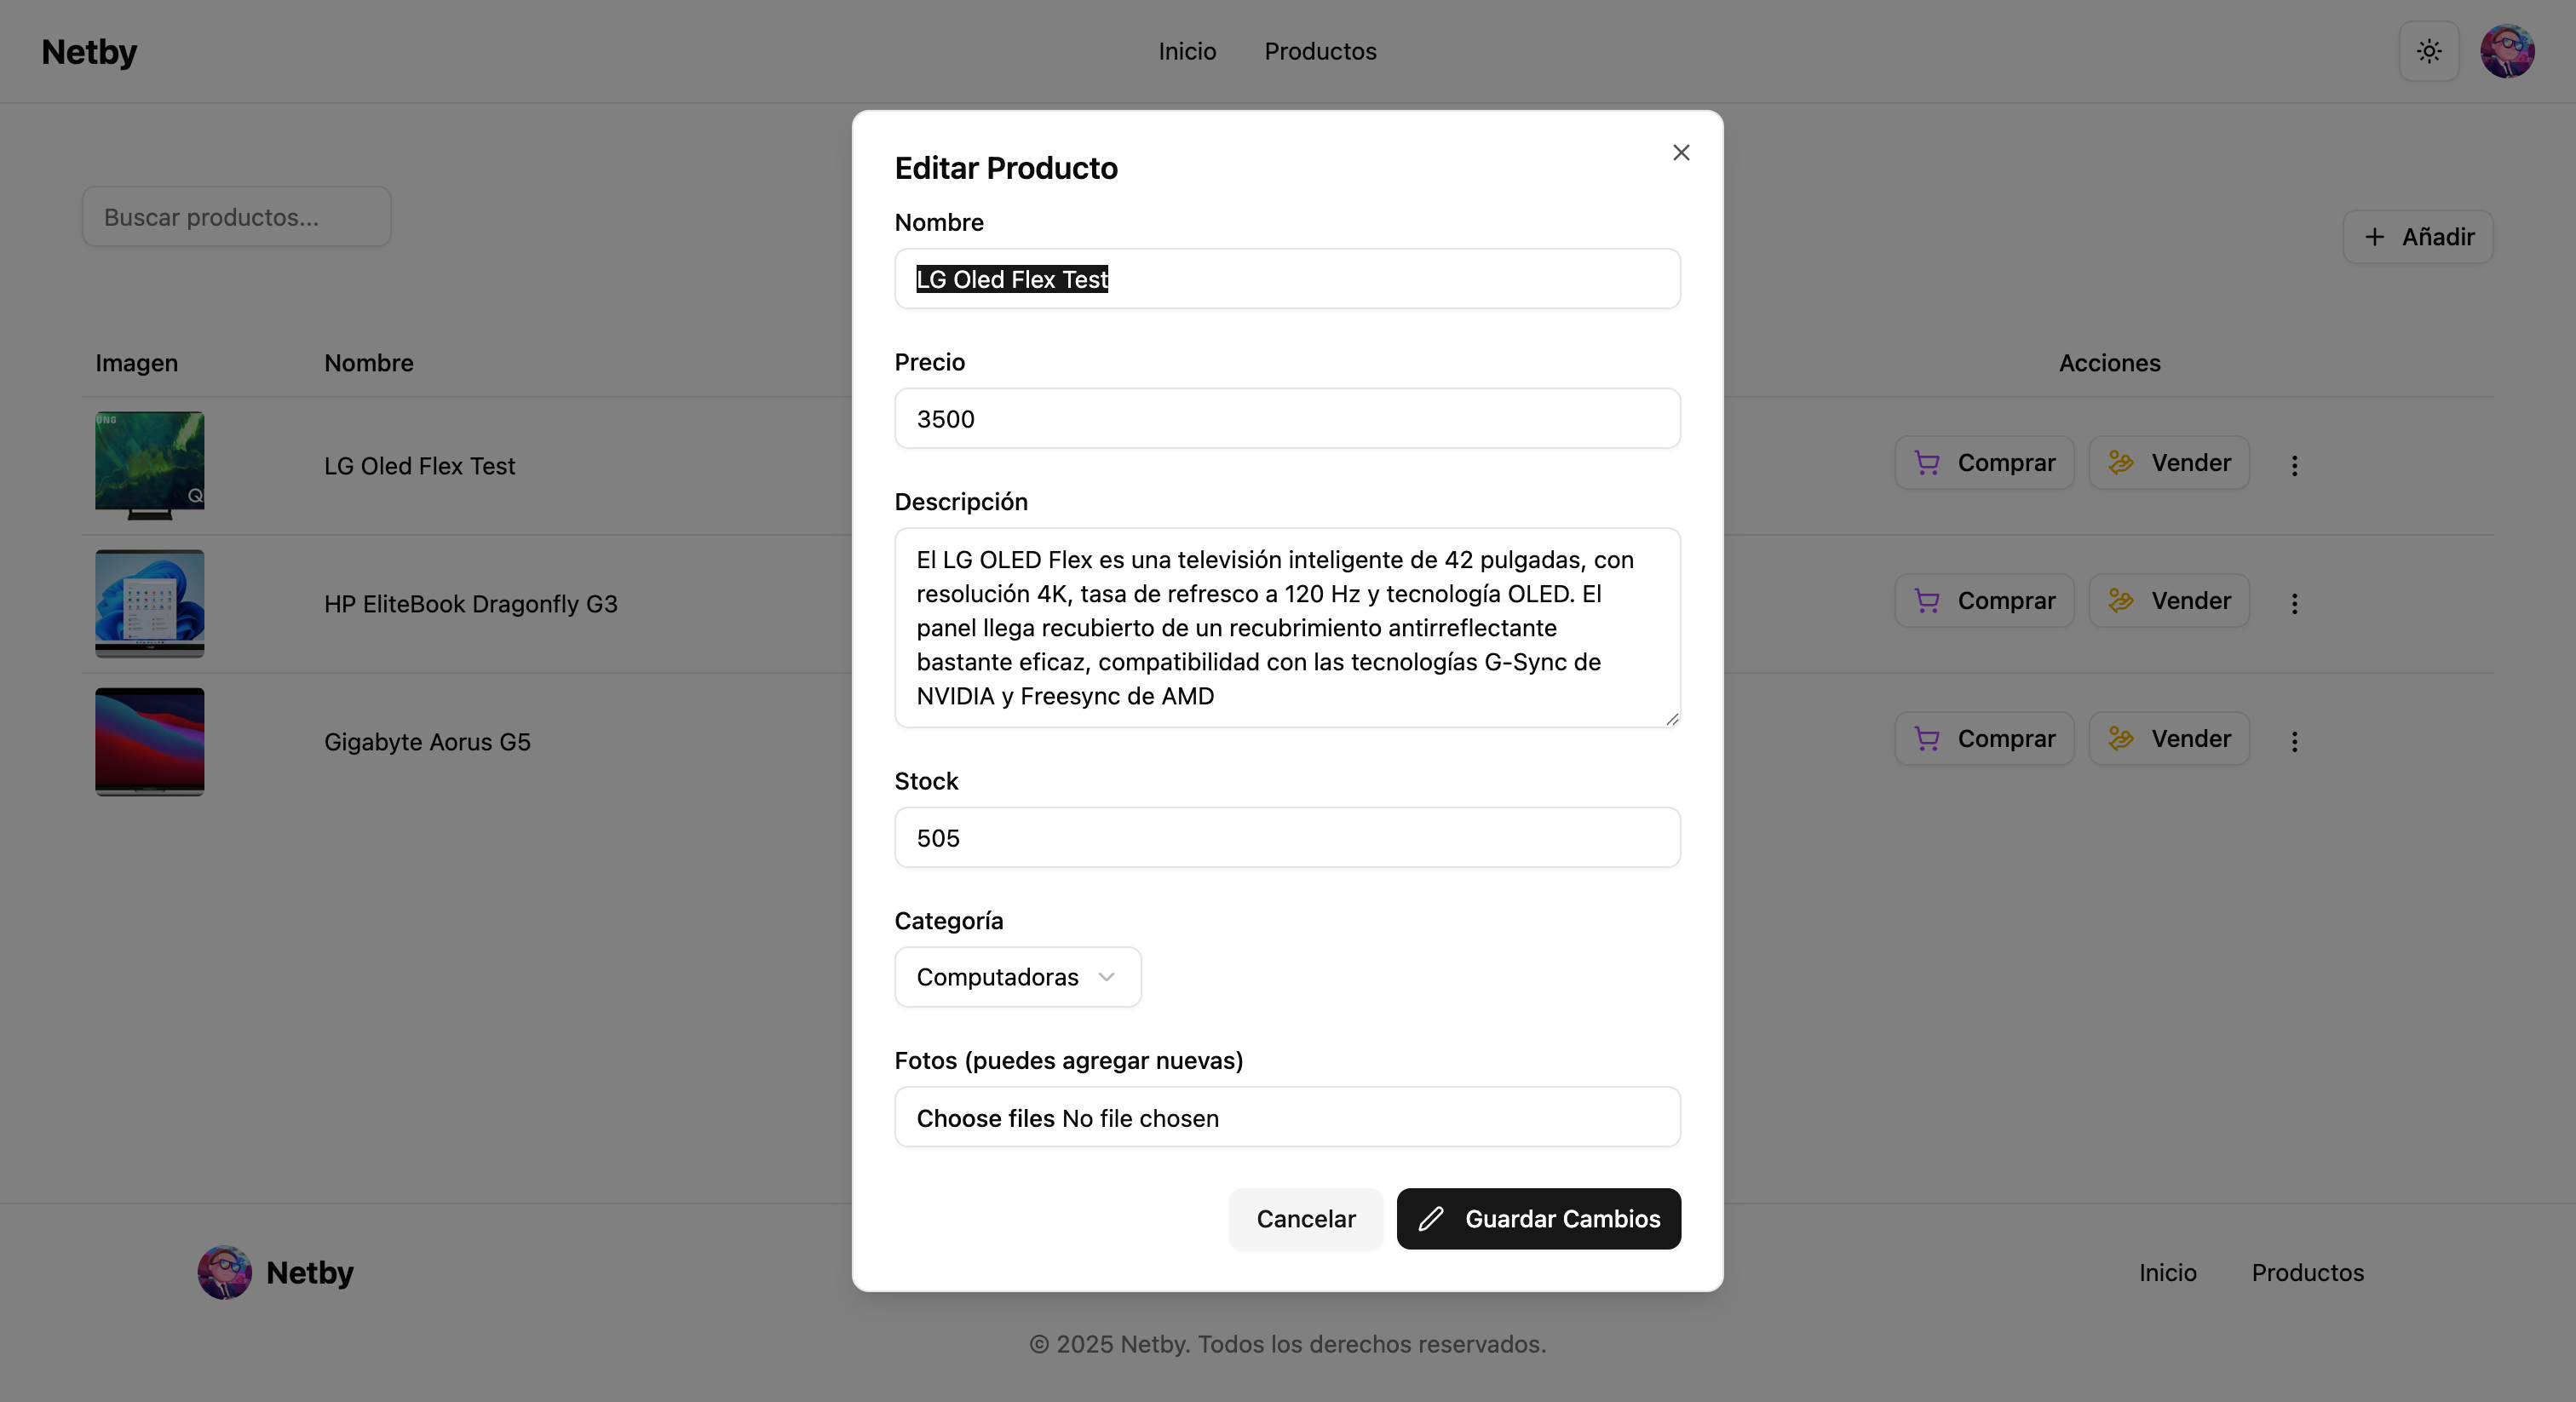 Netby
Inicio
Productos
Buscar productos...
Añadir
Imagen
Nombre
Acciones
UNG
Q
LG Oled Flex Test
Comprar
Vender
HP EliteBook Dragonfly G3
Comprar
Vender
Gigabyte Aorus G5
Comprar
Vender
Editar Producto
Nombre
LG Oled Flex Test
Precio
3500
Descripción
El LG OLED Flex es una televisión inteligente de 42 pulgadas, con
resolución 4K, tasa de refresco a 120 Hz y tecnología OLED. El
panel llega recubierto de un recubrimiento antirreflectante
bastante eficaz, compatibilidad con las tecnologías G-Sync de
NVIDIA y Freesync de AMD
Stock
505
Categoría
Computadoras
Fotos (puedes agregar nuevas)
Choose files No file chosen
Cancelar
Guardar Cambios
Netby
Inicio
Productos
© 2025 Netby. Todos los derechos reservados.